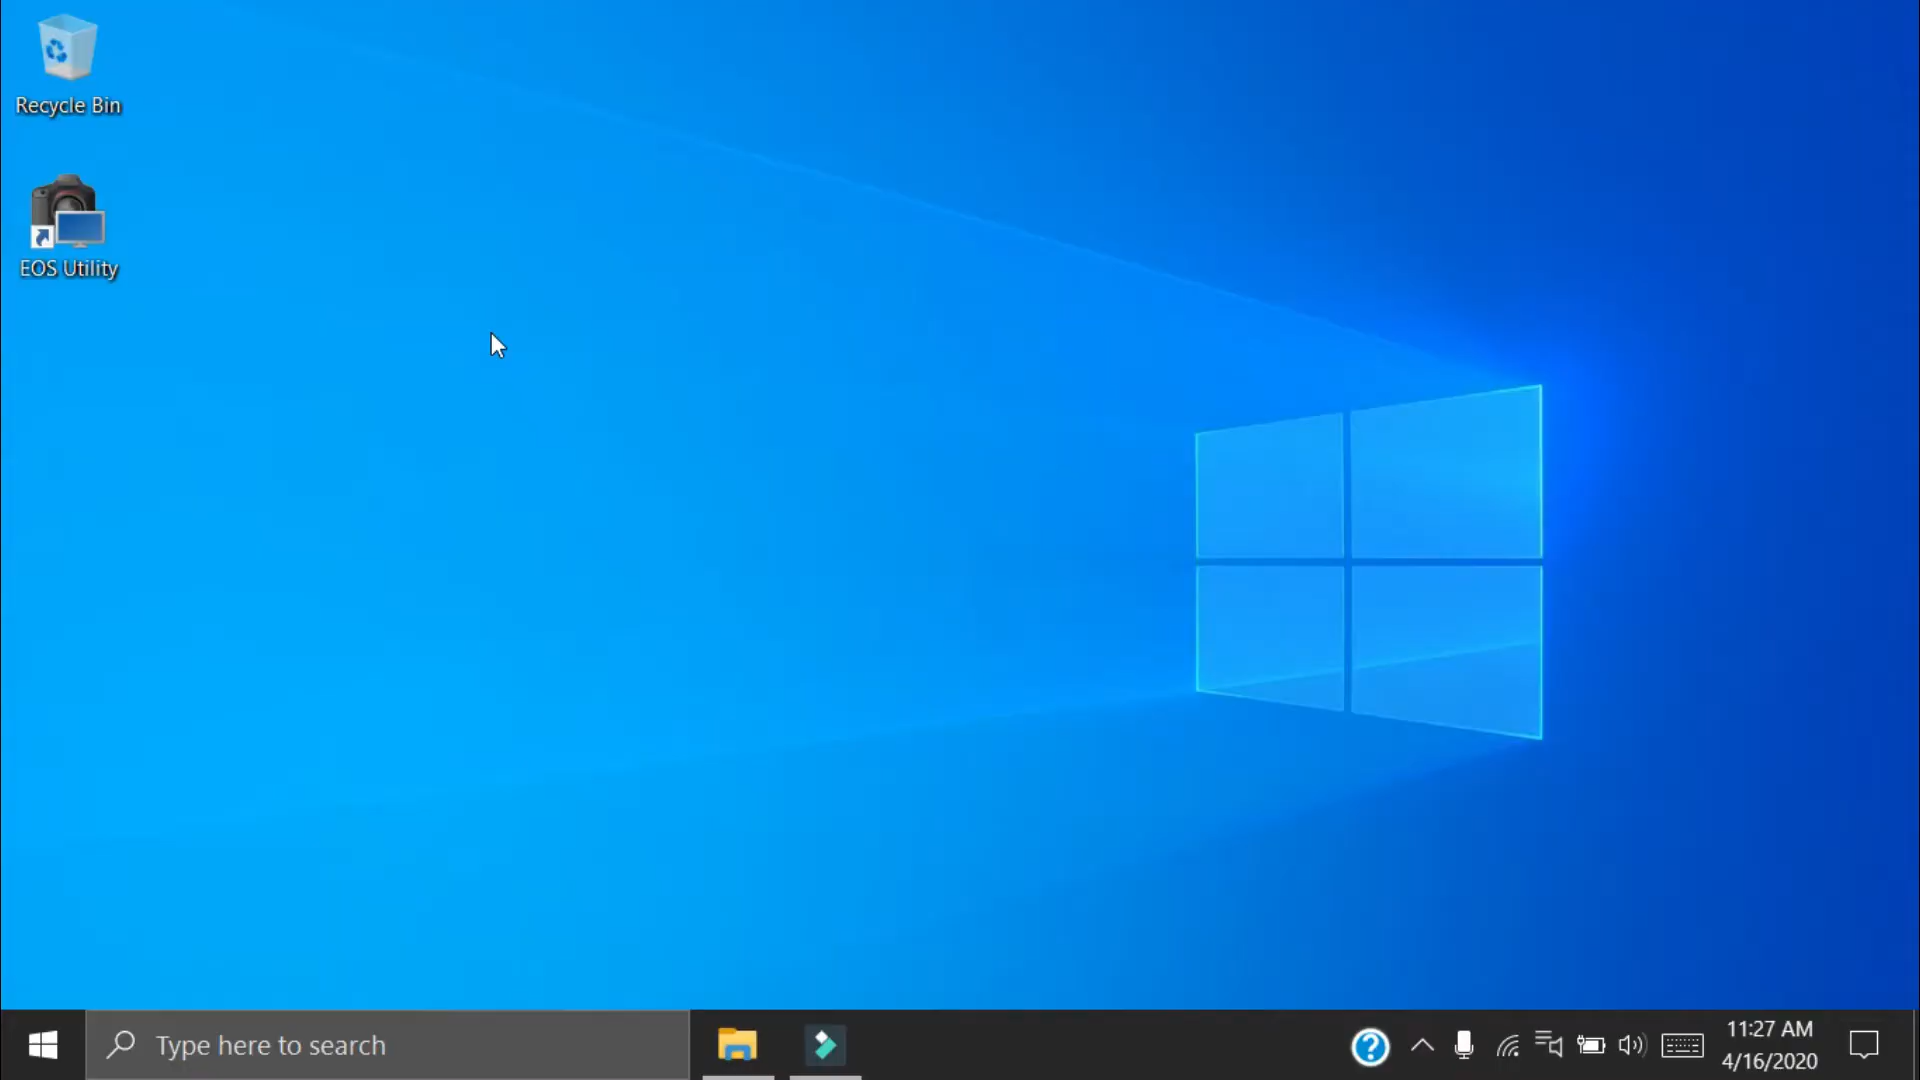 Recycle Bin
EOS Utility
Type here to search
11:27 AM
4/16/2020